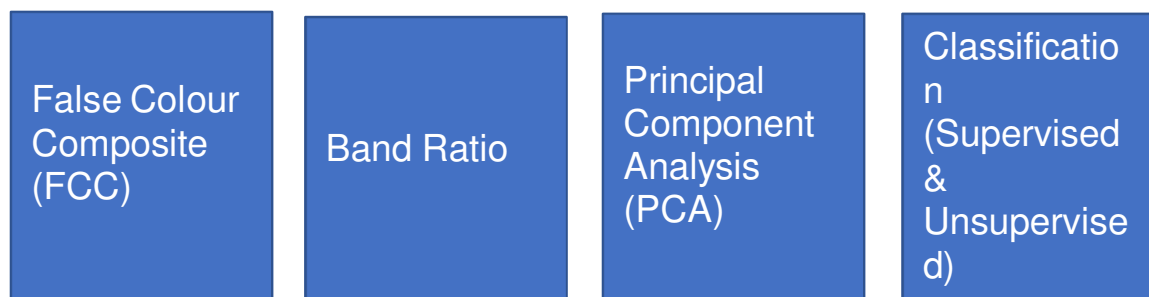 False Colour
Composite
(FCC)
Band Ratio
Principal
Component
Analysis
(PCA)
Classificatio
n
(Supervised
&
Unsupervise
d)